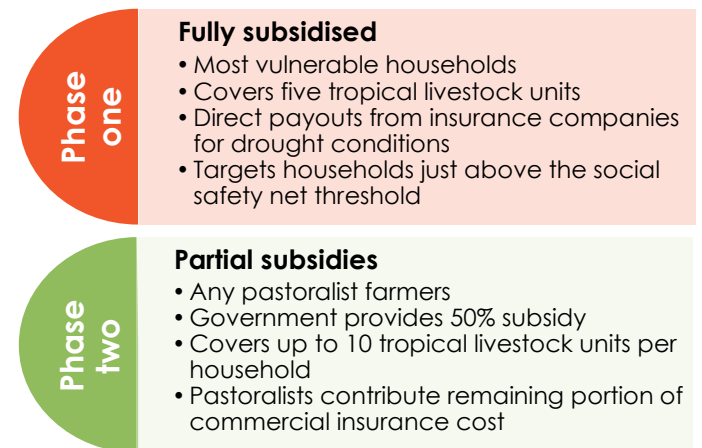 Phase
one
Fully subsidised
• Most vulnerable households
• Covers five tropical livestock units
• Direct payouts from insurance companies
for drought conditions
• Targets households just above the social
safety net threshold
Phase
two
Partial subsidies
• Any pastoralist farmers
• Government provides 50% subsidy
• Covers up to 10 tropical livestock units per
household
• Pastoralists contribute remaining portion of
commercial insurance cost